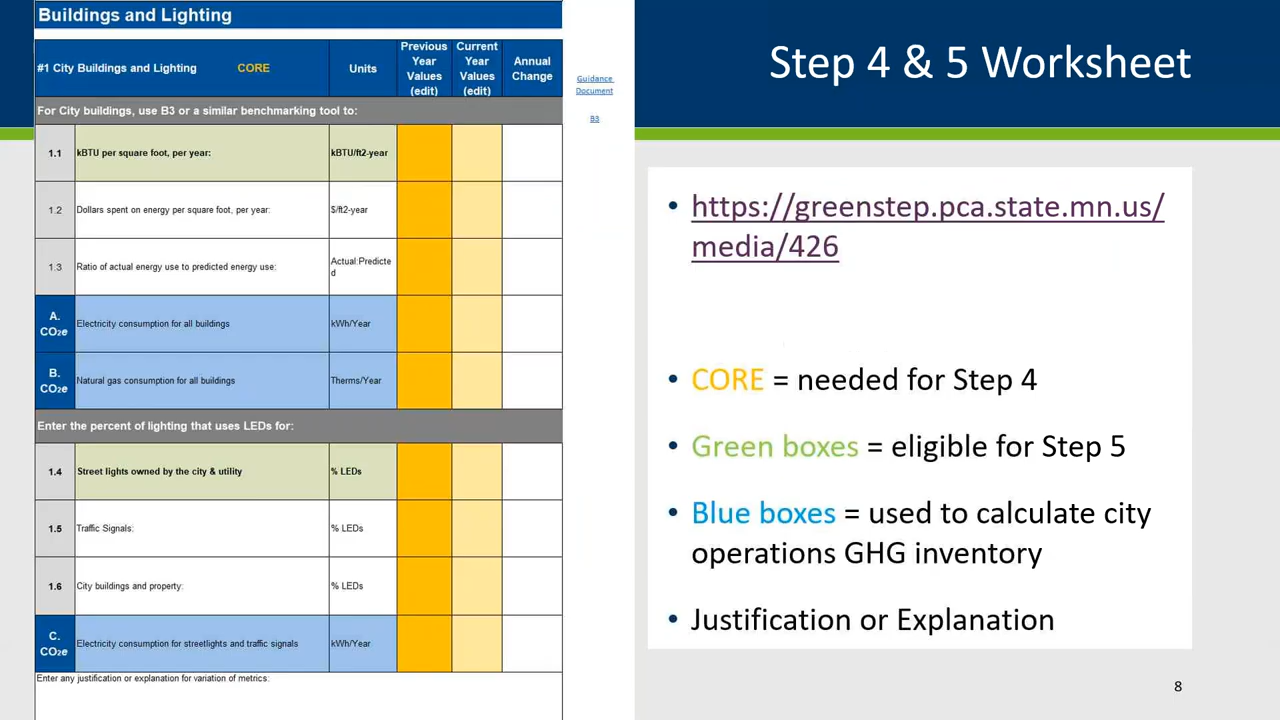 Buildings and Lighting
#1 City Buildings and Lighting CORE
Units
Previous
Year
Values
(edit)
Current
Year
Values
(edit)
Annual
Change
Guidance
Document
B3
For City buildings, use B3 or a similar benchmarking tool to:
1.1 kBTU per square foot, per year: kBTU/ft2-year
1.2 Dollars spent on energy per square foot, per year: $/ft2-year
1.3 Ratio of actual energy use to predicted energy use: Actual:Predicte
d
A.
CO2e
Electricity consumption for all buildings kWh/Year
B.
CO2e
Natural gas consumption for all buildings Therms/Year
Enter the percent of lighting that uses LEDs for:
1.4 Street lights owned by the city & utility % LEDs
1.5 Traffic Signals: % LEDs
1.6 City buildings and property: % LEDs
C.
CO2e
Electricity consumption for streetlights and traffic signals kWh/Year
Enter any justification or explanation for variation of metrics:
Step 4 & 5 Worksheet
• https://greenstep.pca.state.mn.us/
media/426
• CORE = needed for Step 4
• Green boxes = eligible for Step 5
• Blue boxes = used to calculate city
operations GHG inventory
• Justification or Explanation
8